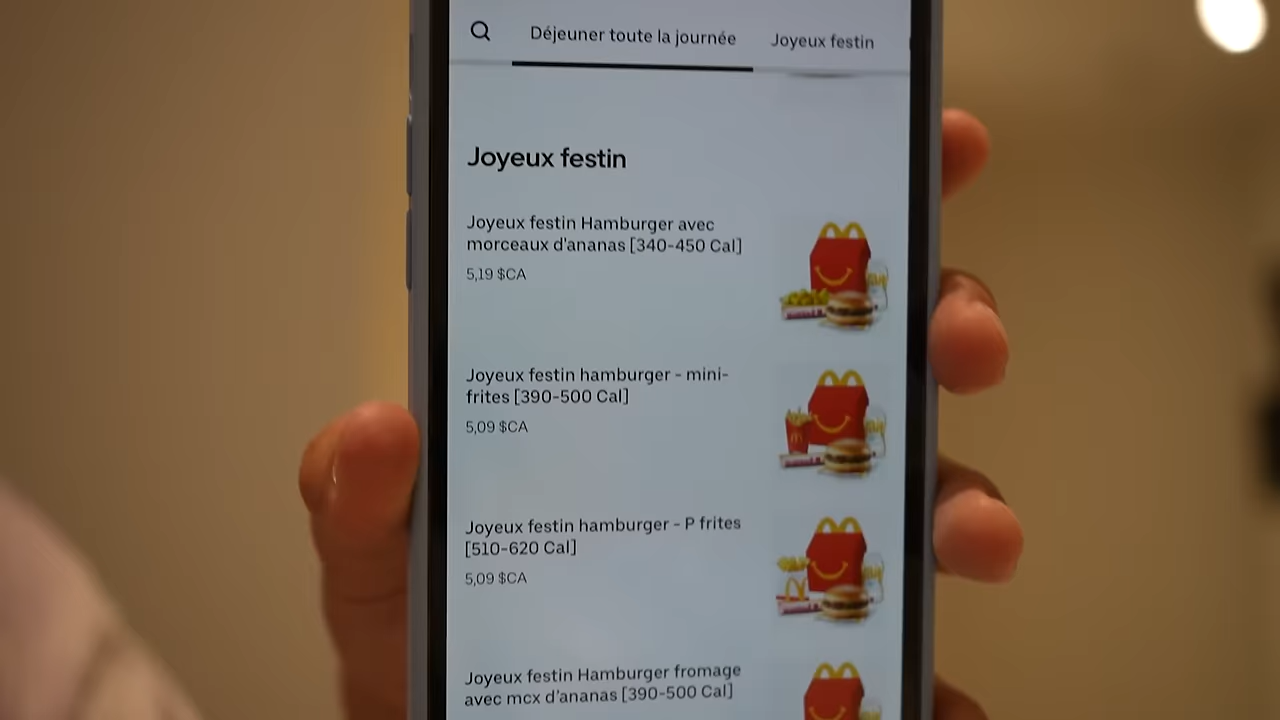 Déjeuner toute la journée
Joyeux festin
Joyeux festin
Joyeux festin Hamburger avec
morceaux d'ananas [340-450 Cal]
5,19 $CA
Joyeux festin hamburger - mini-
frites [390-500 Cal]
5,09 $CA
Joyeux festin hamburger - P frites
[510-620 Cal]
5,09 $CA
Joyeux festin Hamburger fromage
avec mcx d'ananas [390-500 Cal]